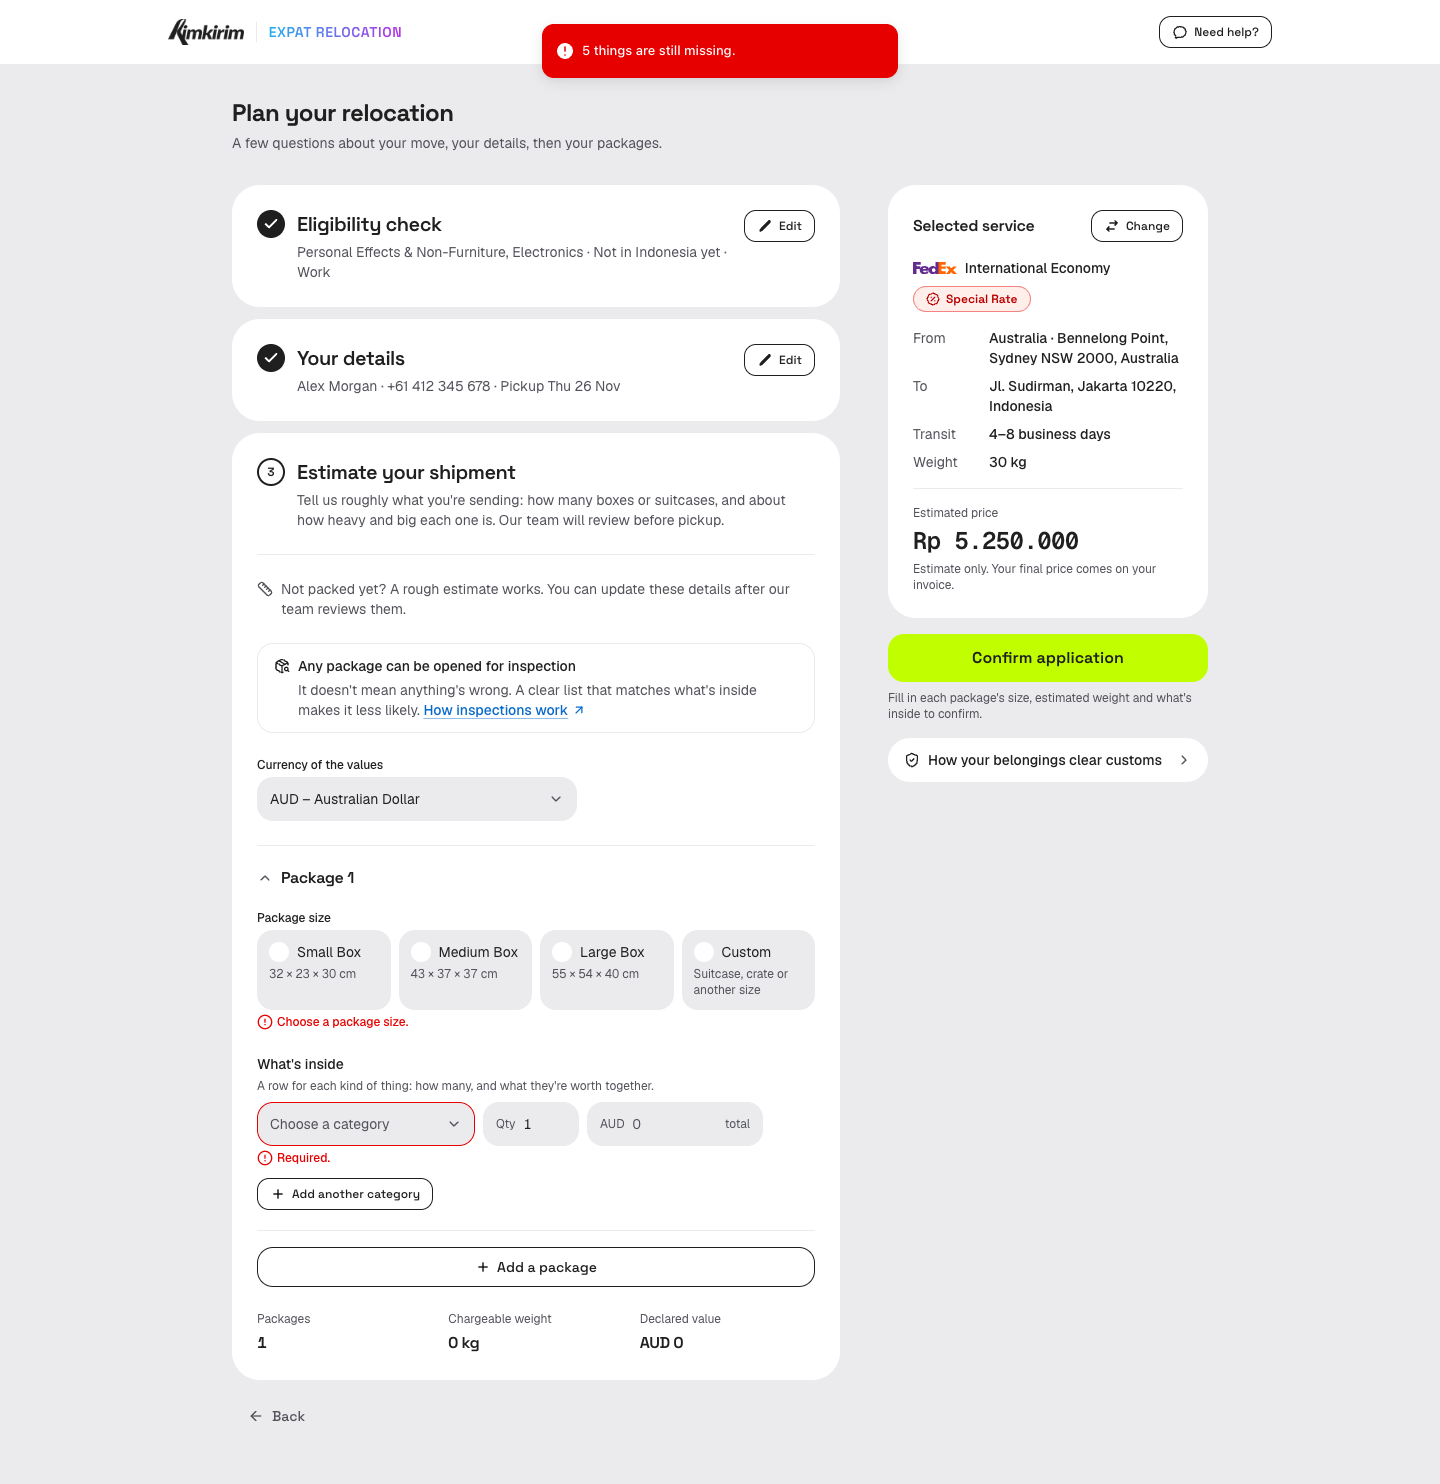 Kimkirim
EXPAT RELOCATION
5 things are still missing.
Need help?
Plan your relocation
A few questions about your move, your details, then your packages.
Eligibility check
Edit
Personal Effects & Non-Furniture, Electronics · Not in Indonesia yet ·
Work
Your details
Edit
Alex Morgan · +61 412 345 678 · Pickup Thu 26 Nov
3
Estimate your shipment
Tell us roughly what you're sending: how many boxes or suitcases, and about
how heavy and big each one is. Our team will review before pickup.
Not packed yet? A rough estimate works. You can update these details after our
team reviews them.
Any package can be opened for inspection
It doesn't mean anything's wrong. A clear list that matches what's inside
makes it less likely. How inspections work
Currency of the values
AUD – Australian Dollar
Package 1
Package size
Small Box
32 × 23 × 30 cm
Medium Box
43 × 37 × 37 cm
Large Box
55 × 54 × 40 cm
Custom
Suitcase, crate or
another size
Choose a package size.
What's inside
A row for each kind of thing: how many, and what they're worth together.
Choose a category
Qty 1
AUD 0 total
Required.
Add another category
Add a package
Packages
1
Chargeable weight
0 kg
Declared value
AUD 0
Back
Selected service
Change
FedEx International Economy
Special Rate
From
Australia · Bennelong Point,
Sydney NSW 2000, Australia
To
Jl. Sudirman, Jakarta 10220,
Indonesia
Transit
4–8 business days
Weight
30 kg
Estimated price
Rp 5.250.000
Estimate only. Your final price comes on your
invoice.
Confirm application
Fill in each package's size, estimated weight and what's
inside to confirm.
How your belongings clear customs